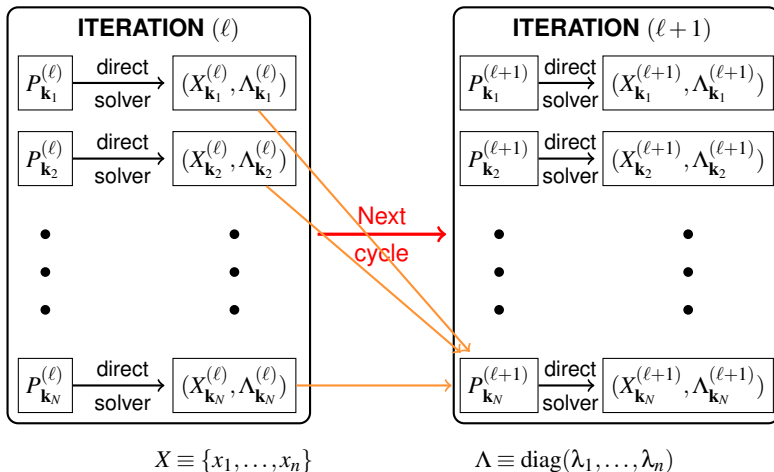 ITERATION (ℓ) ITERATION (ℓ+1)
P_{𝐤_1}^{(ℓ)} direct solver (X_{𝐤_1}^{(ℓ)}, Λ_{𝐤_1}^{(ℓ)}) P_{𝐤_1}^{(ℓ+1)} direct solver (X_{𝐤_1}^{(ℓ+1)}, Λ_{𝐤_1}^{(ℓ+1)})
P_{𝐤_2}^{(ℓ)} direct solver (X_{𝐤_2}^{(ℓ)}, Λ_{𝐤_2}^{(ℓ)}) P_{𝐤_2}^{(ℓ+1)} direct solver (X_{𝐤_2}^{(ℓ+1)}, Λ_{𝐤_2}^{(ℓ+1)})
Next
cycle
P_{𝐤_N}^{(ℓ)} direct solver (X_{𝐤_N}^{(ℓ)}, Λ_{𝐤_N}^{(ℓ)}) P_{𝐤_N}^{(ℓ+1)} direct solver (X_{𝐤_N}^{(ℓ+1)}, Λ_{𝐤_N}^{(ℓ+1)})
X ≡ {x_1,…,x_n} Λ ≡ diag(λ_1,…,λ_n)